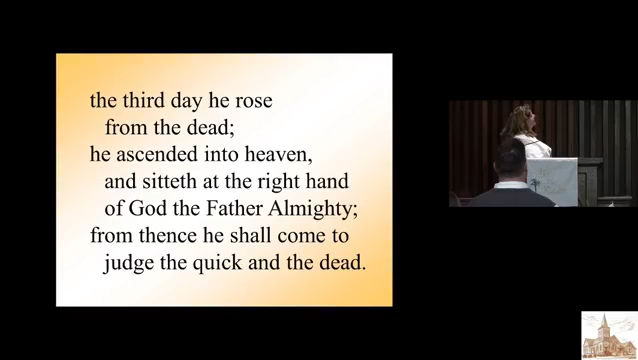 the third day he rose
from the dead;
he ascended into heaven,
and sitteth at the right hand
of God the Father Almighty;
from thence he shall come to
judge the quick and the dead.